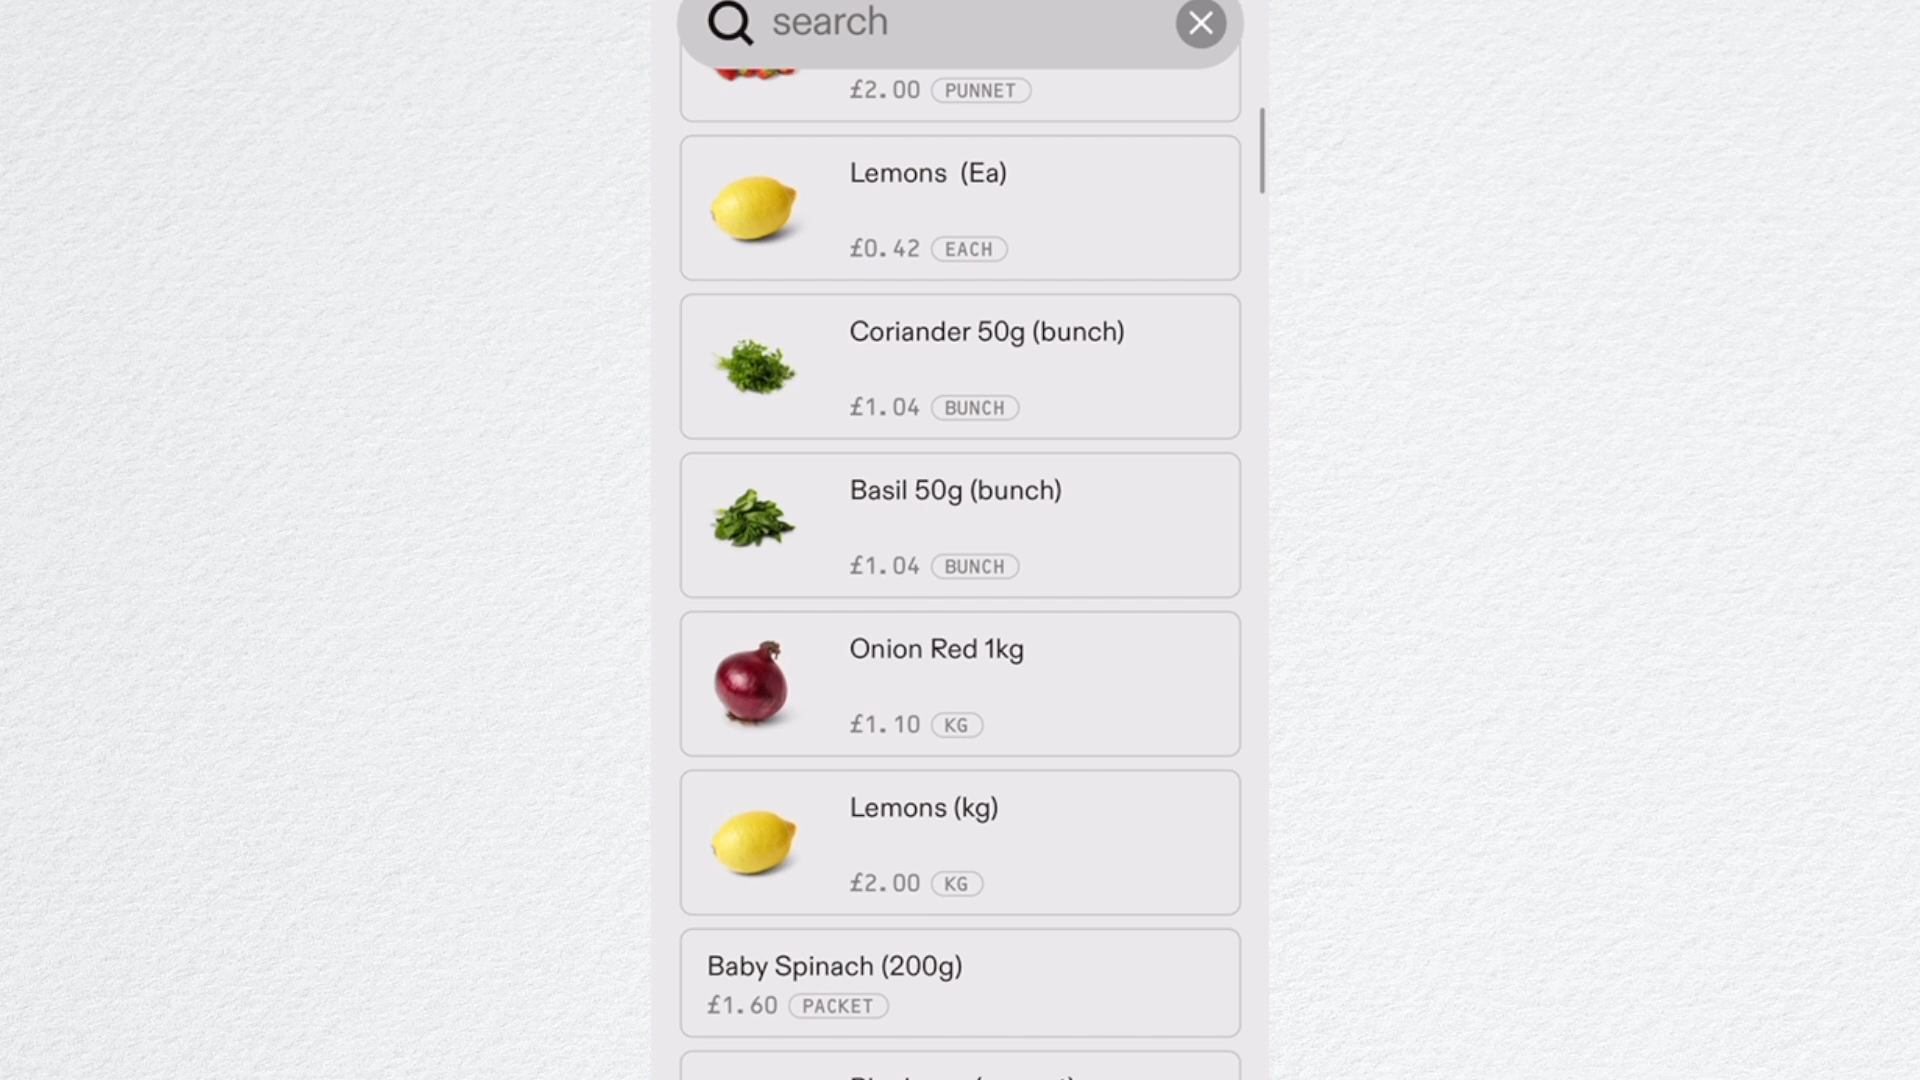 search
£2.00 PUNNET
Lemons (Ea)
£0.42 EACH
Coriander 50g (bunch)
£1.04 BUNCH
Basil 50g (bunch)
£1.04 BUNCH
Onion Red 1kg
£1.10 KG
Lemons (kg)
£2.00 KG
Baby Spinach (200g)
£1.60 PACKET